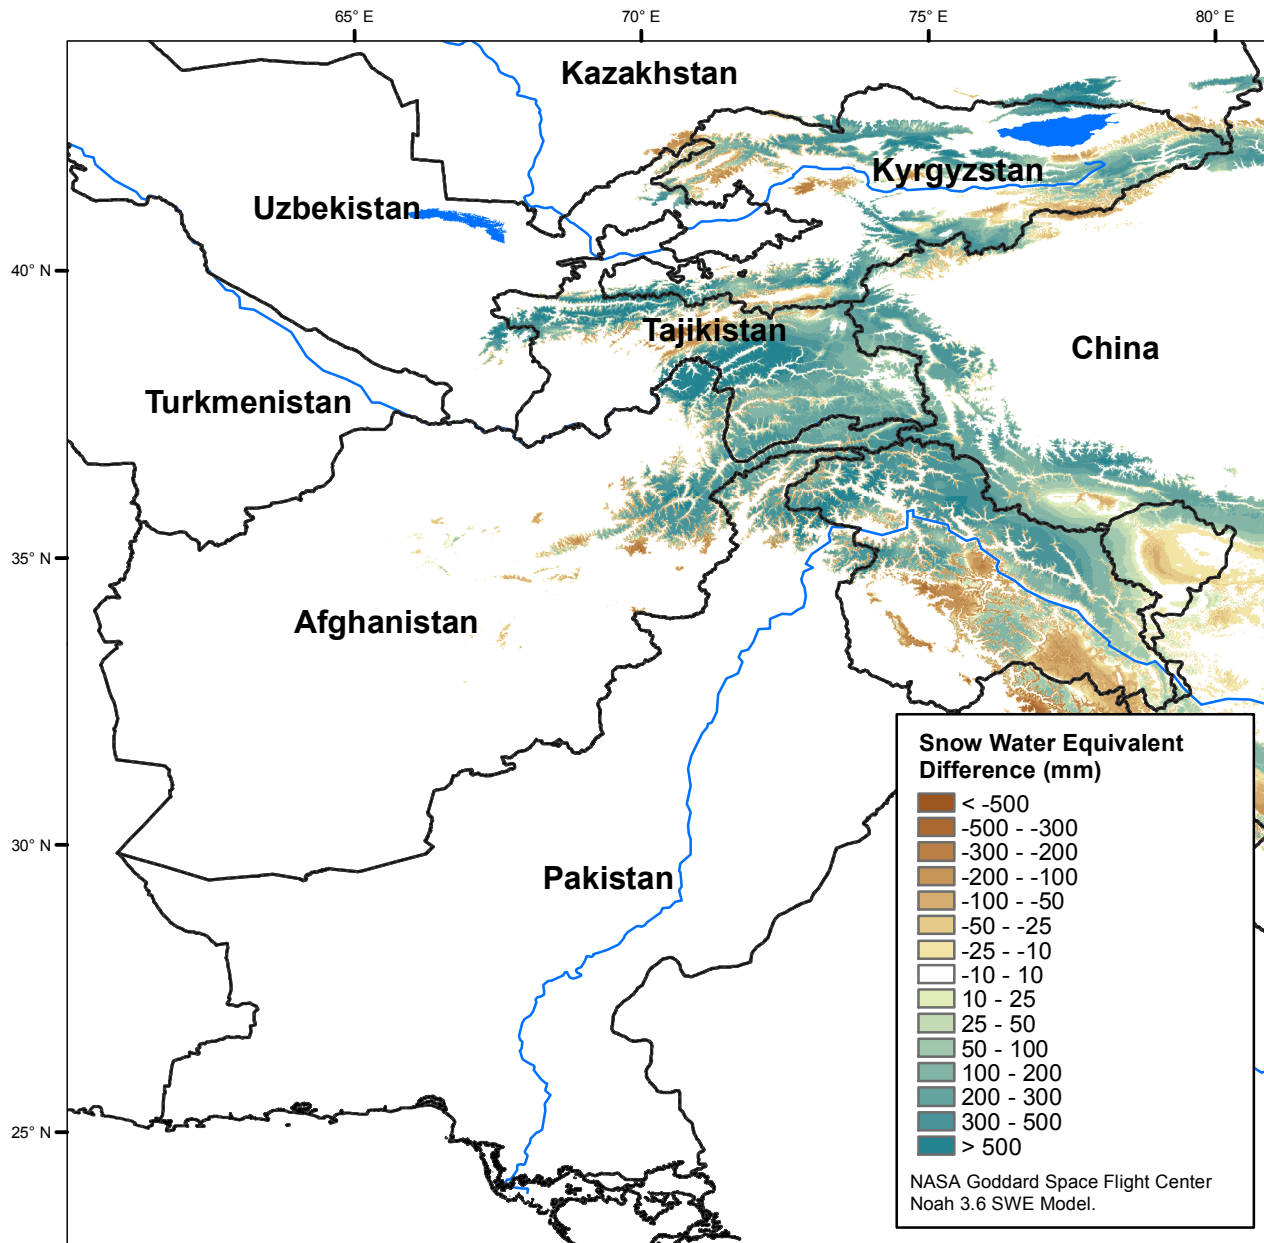 65° E
70° E
75° E
80° E
Kazakhstan
Kyrgyzstan
Uzbekistan
40° N
Tajikistan
China
Turkmenistan
35° N
Afghanistan
Snow Water Equivalent
Difference (mm)
< -500
-500 - -300
-300 - -200
-200 - -100
-100 - -50
-50 - -25
-25 - -10
-10 - 10
10 - 25
25 - 50
50 - 100
100 - 200
200 - 300
300 - 500
> 500
30° N
Pakistan
25° N
NASA Goddard Space Flight Center
Noah 3.6 SWE Model.